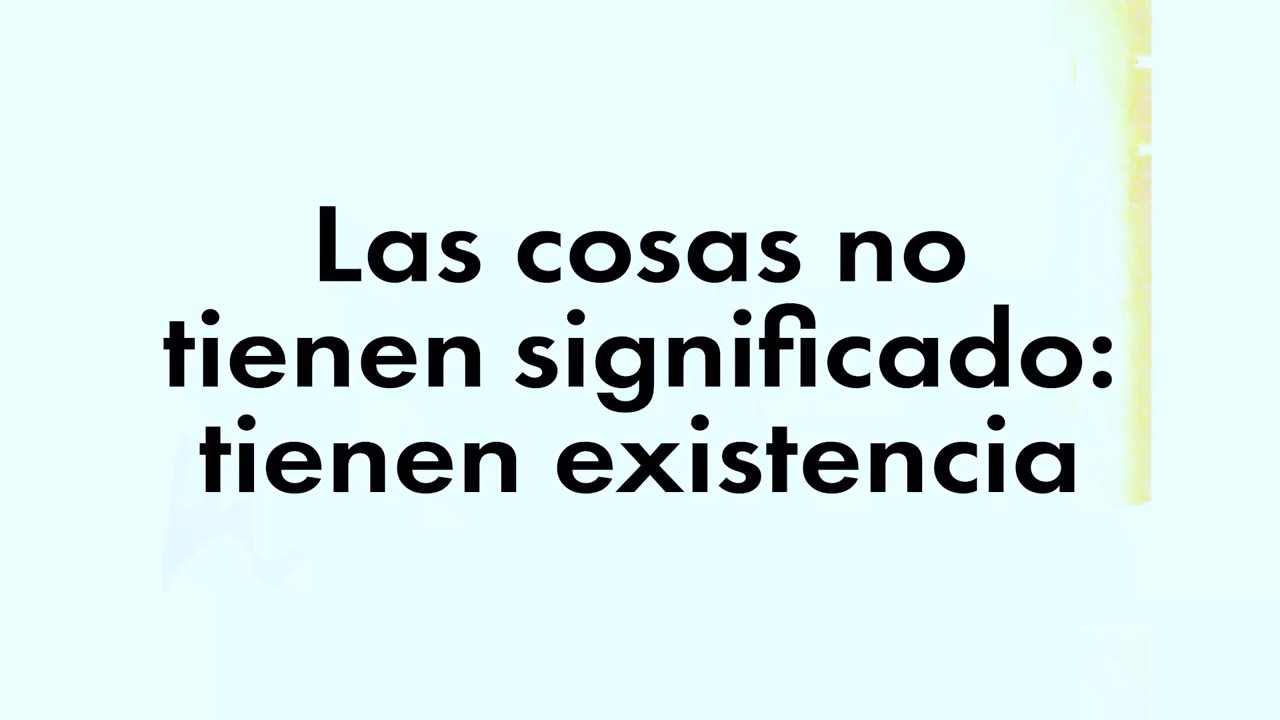 Las cosas no
tienen significado:
tienen existencia